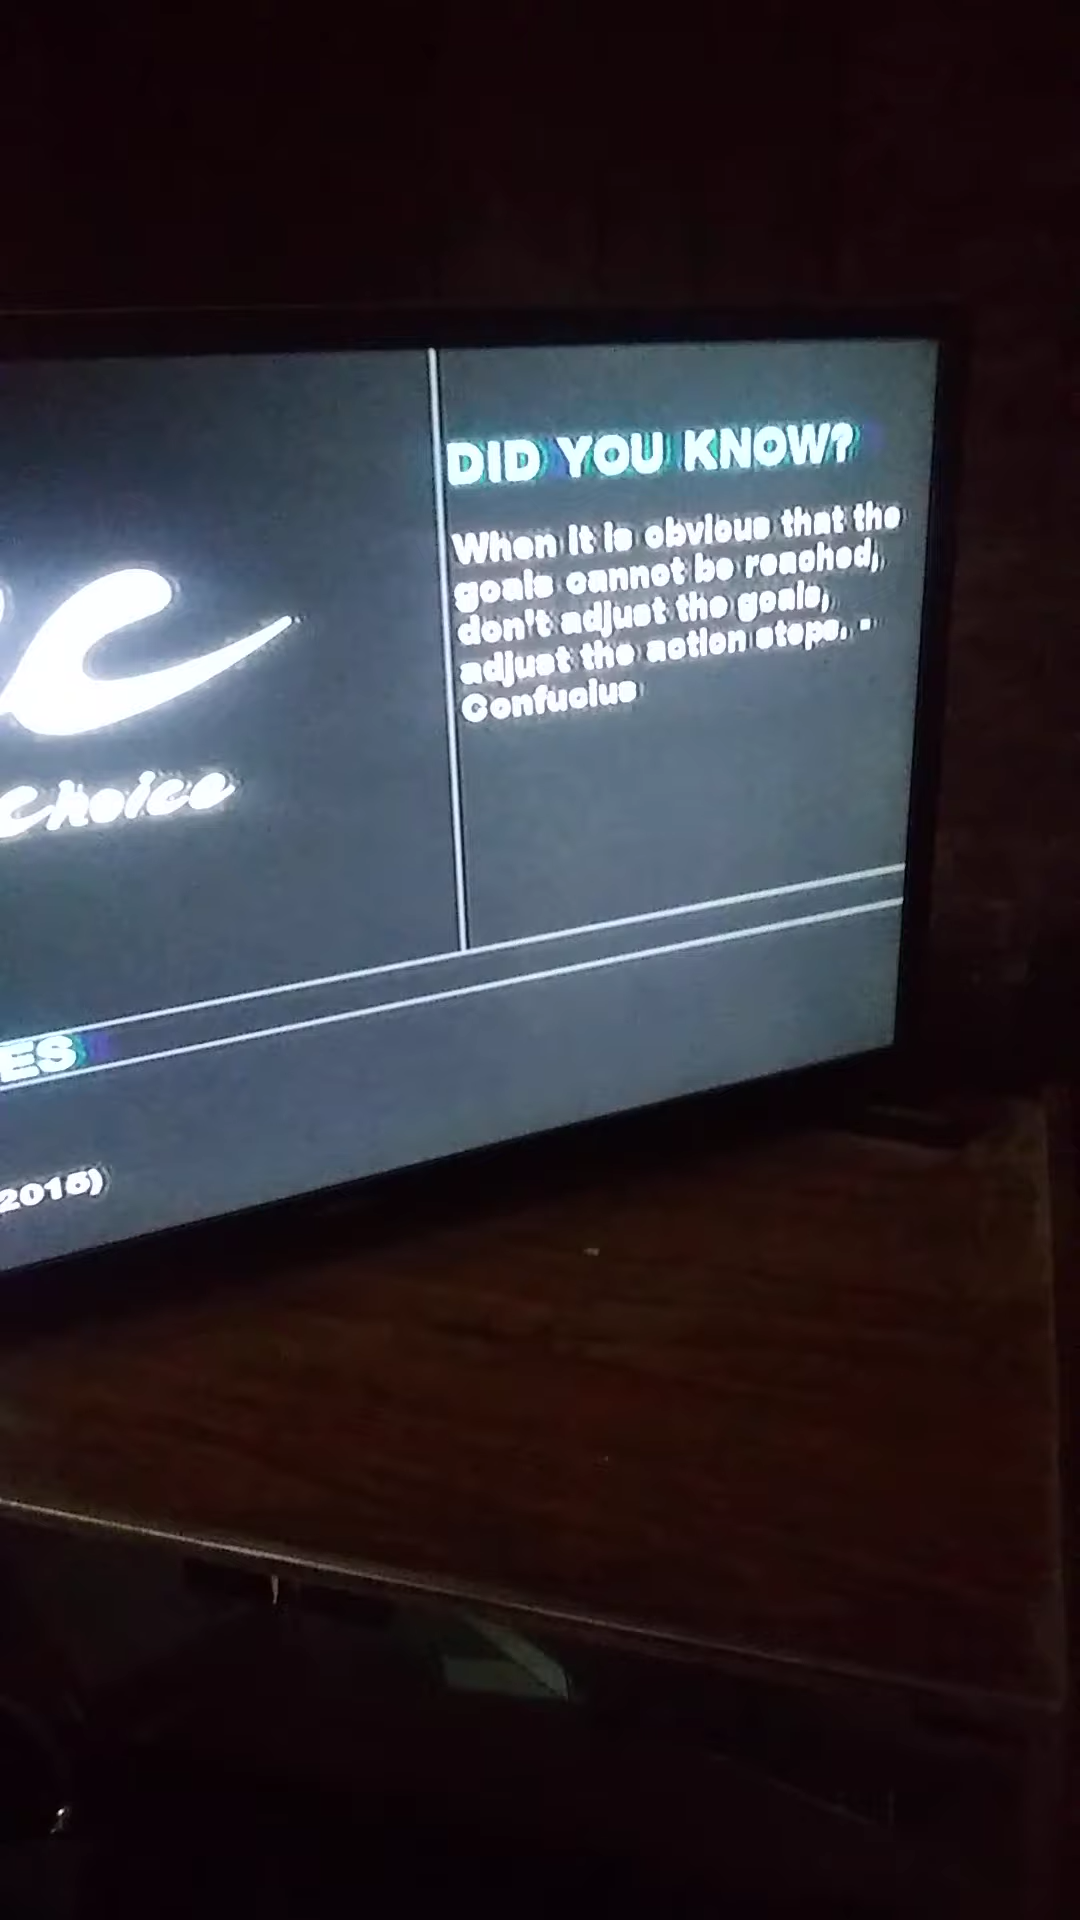 DID YOU KNOW?
When it is obvious that the
goals cannot be reached,
don't adjust the goals,
adjust the action steps. -
Confucius
Choice
ES
2015)